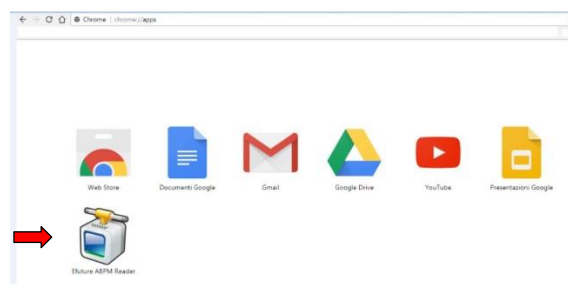 Chrome | chrome://apps
Web Store
Documenti Google
Gmail
Google Drive
YouTube
Presentazioni Google
Efuture ABPM Reader